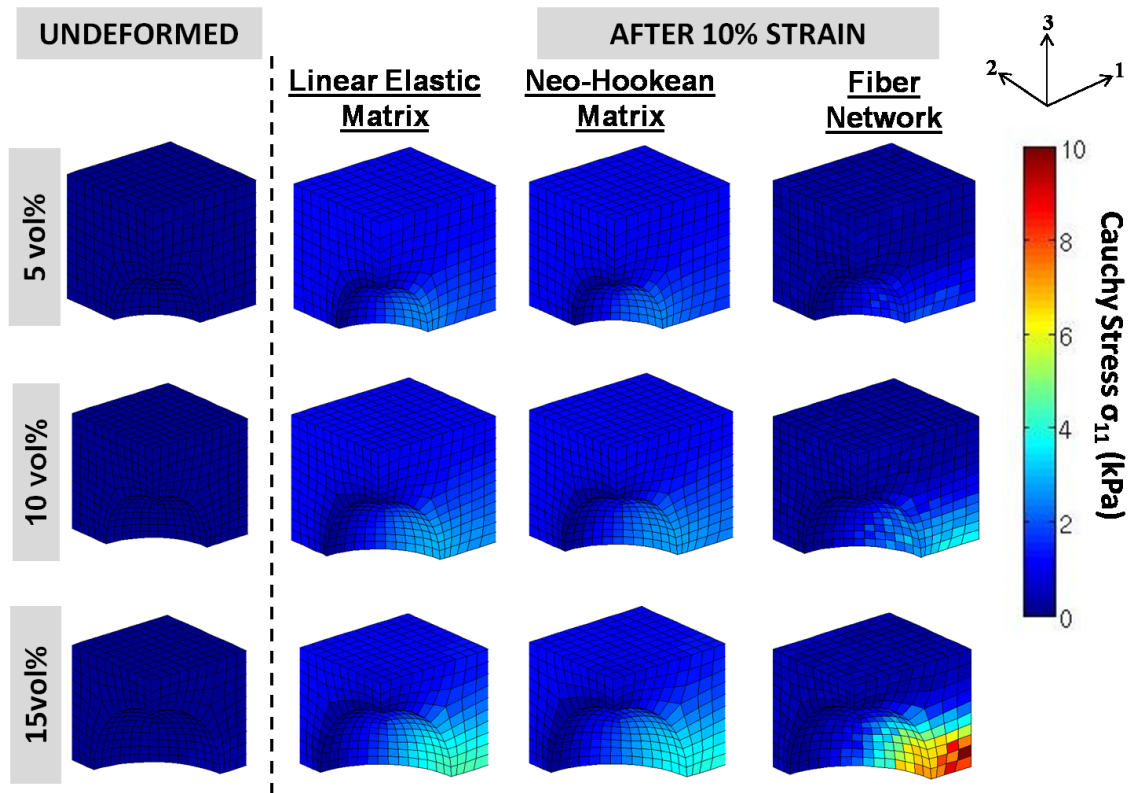 UNDEFORMED
AFTER 10% STRAIN
Linear Elastic
Matrix
Neo-Hookean
Matrix
Fiber
Network
3
2
1
5 vol%
10 vol%
15vol%
10
8
6
4
2
0
Cauchy Stress σ₁₁ (kPa)